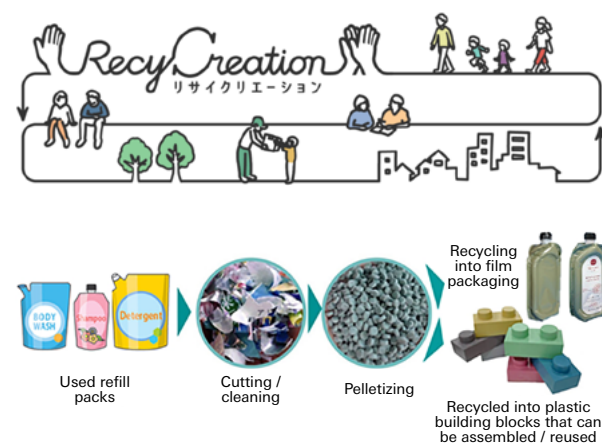 RecyCreation
リサイクリエーション
BODY
WASH
Shampoo
Detergent
Used refill
packs
Cutting /
cleaning
Pelletizing
Recycling
into film
packaging
Recycled into plastic
building blocks that can
be assembled / reused